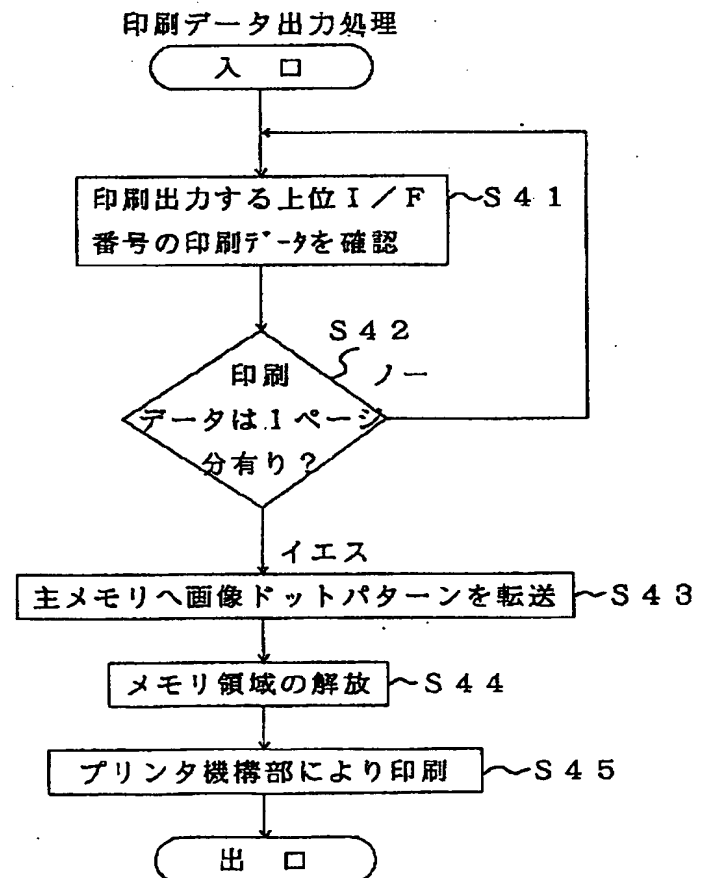 印刷データ出力処理
入 口
印刷出力する上位Ｉ／Ｆ
番号の印刷ﾃﾞｰﾀを確認
～Ｓ４１
Ｓ４２
印刷
データは１ページ
分有り？
ノー
イエス
主メモリへ画像ドットパターンを転送
～Ｓ４３
メモリ領域の解放
～Ｓ４４
プリンタ機構部により印刷
～Ｓ４５
出 口